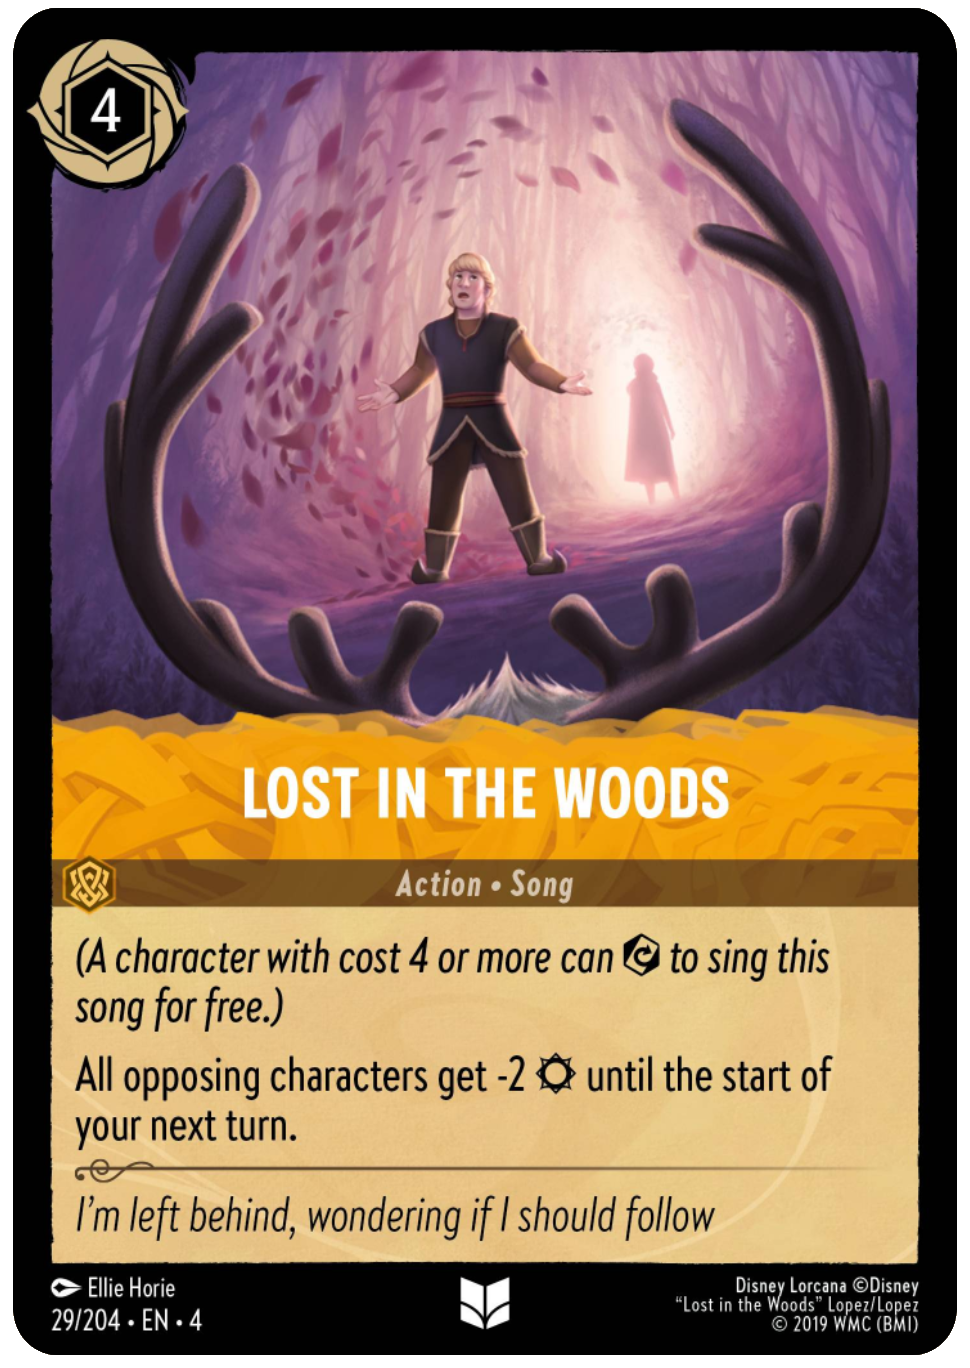 4
LOST IN THE WOODS
Action • Song
(A character with cost 4 or more can to sing this
song for free.)
All opposing characters get -2 until the start of
your next turn.
I'm left behind, wondering if I should follow
Ellie Horie
29/204 • EN • 4
Disney Lorcana ©Disney
“Lost in the Woods” Lopez/Lopez
© 2019 WMC (BMI)